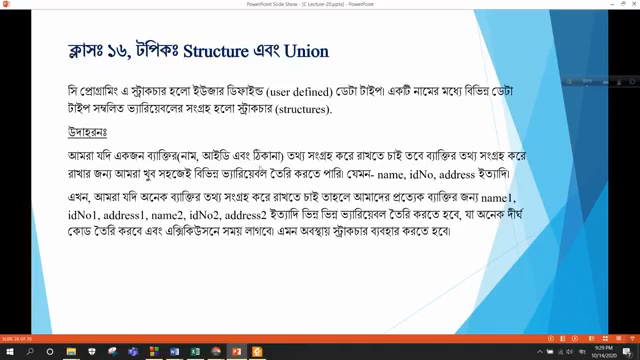 PowerPoint Slide Show - [C Lecture-20.pptx] - PowerPoint
ক্লাসঃ ১৬, টপিকঃ Structure এবং Union
সি প্রোগ্রামিং এ স্ট্রাকচার হলো ইউজার ডিফাইন্ড (user defined) ডেটা টাইপ। একটি নামের মধ্যে বিভিন্ন ডেটা
টাইপ সম্বলিত ভ্যারিয়েবলের সংগ্রহ হলো স্ট্রাকচার (structures).
উদাহরনঃ
আমরা যদি একজন ব্যাক্তির(নাম, আইডি এবং ঠিকানা) তথ্য সংগ্রহ করে রাখতে চাই তবে ব্যাক্তির তথ্য সংগ্রহ করে
রাখার জন্য আমরা খুব সহজেই বিভিন্ন ভ্যারিয়েবল তৈরি করতে পারি। যেমন- name, idNo, address ইত্যাদি।
এখন, আমরা যদি অনেক ব্যাক্তির তথ্য সংগ্রহ করে রাখতে চাই তাহলে আমাদের প্রত্যেক ব্যাক্তির জন্য name1,
idNo1, address1, name2, idNo2, address2 ইত্যাদি ভিন্ন ভিন্ন ভ্যারিয়েবল তৈরি করতে হবে, যা অনেক দীর্ঘ
কোড তৈরি করবে এবং এক্সিকিউসনে সময় লাগবে। এমন অবস্থায় স্ট্রাকচার ব্যবহার করতে হবে।
9:29 PM
10/14/2020